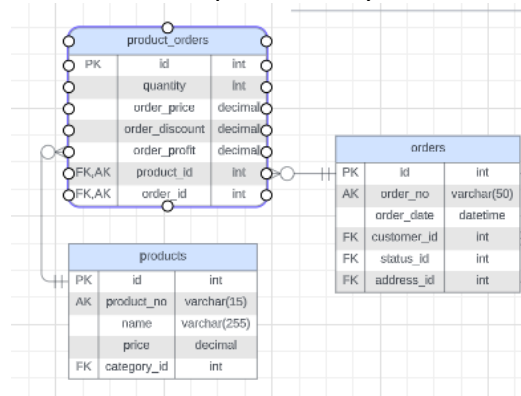 product_orders
PK id int
quantity int
order_price decimal
order_discount decimal
order_profit decimal
FK,AK product_id int
FK,AK order_id int
orders
PK id int
AK order_no varchar(50)
order_date datetime
FK customer_id int
FK status_id int
FK address_id int
products
PK id int
AK product_no varchar(15)
name varchar(255)
price decimal
FK category_id int